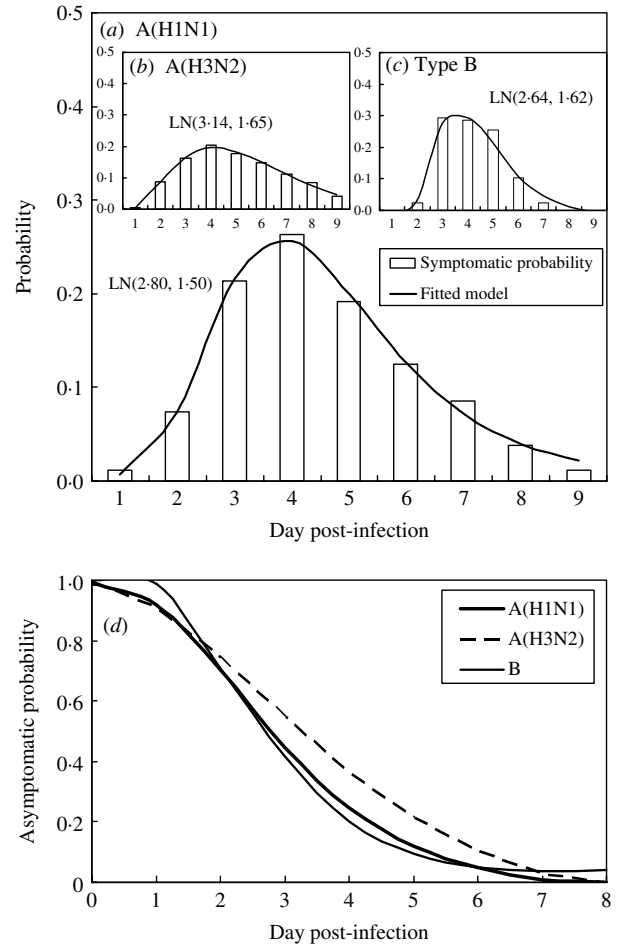 (a) A(H1N1)
0·5
0·4
0·3
0·2
0·1
0·0
Probability
(b) A(H3N2)
0·5
0·4
0·3
0·2
0·1
0·0
LN(3·14, 1·65)
1 2 3 4 5 6 7 8 9
(c) Type B
0·5
0·4
0·3
0·2
0·1
0·0
LN(2·64, 1·62)
1 2 3 4 5 6 7 8 9
Symptomatic probability
Fitted model
LN(2·80, 1·50)
1 2 3 4 5 6 7 8 9
Day post-infection
(d)
1·0
0·8
0·6
0·4
0·2
0
Asymptomatic probability
A(H1N1)
A(H3N2)
B
0 1 2 3 4 5 6 7 8
Day post-infection